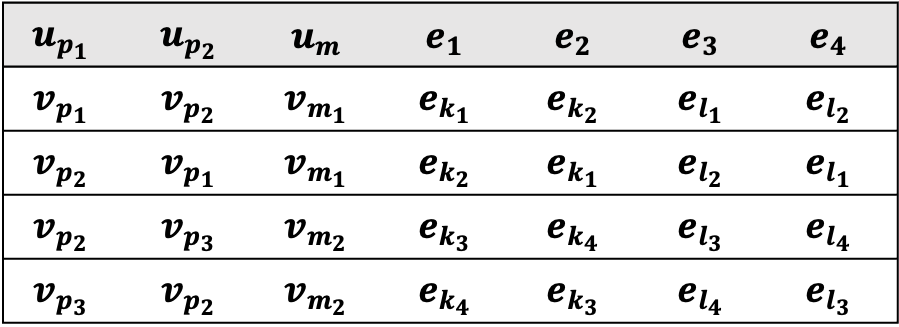 u_{p_1} u_{p_2} u_m e_1 e_2 e_3 e_4
v_{p_1} v_{p_2} v_{m_1} e_{k_1} e_{k_2} e_{l_1} e_{l_2}
v_{p_2} v_{p_1} v_{m_1} e_{k_2} e_{k_1} e_{l_2} e_{l_1}
v_{p_2} v_{p_3} v_{m_2} e_{k_3} e_{k_4} e_{l_3} e_{l_4}
v_{p_3} v_{p_2} v_{m_2} e_{k_4} e_{k_3} e_{l_4} e_{l_3}